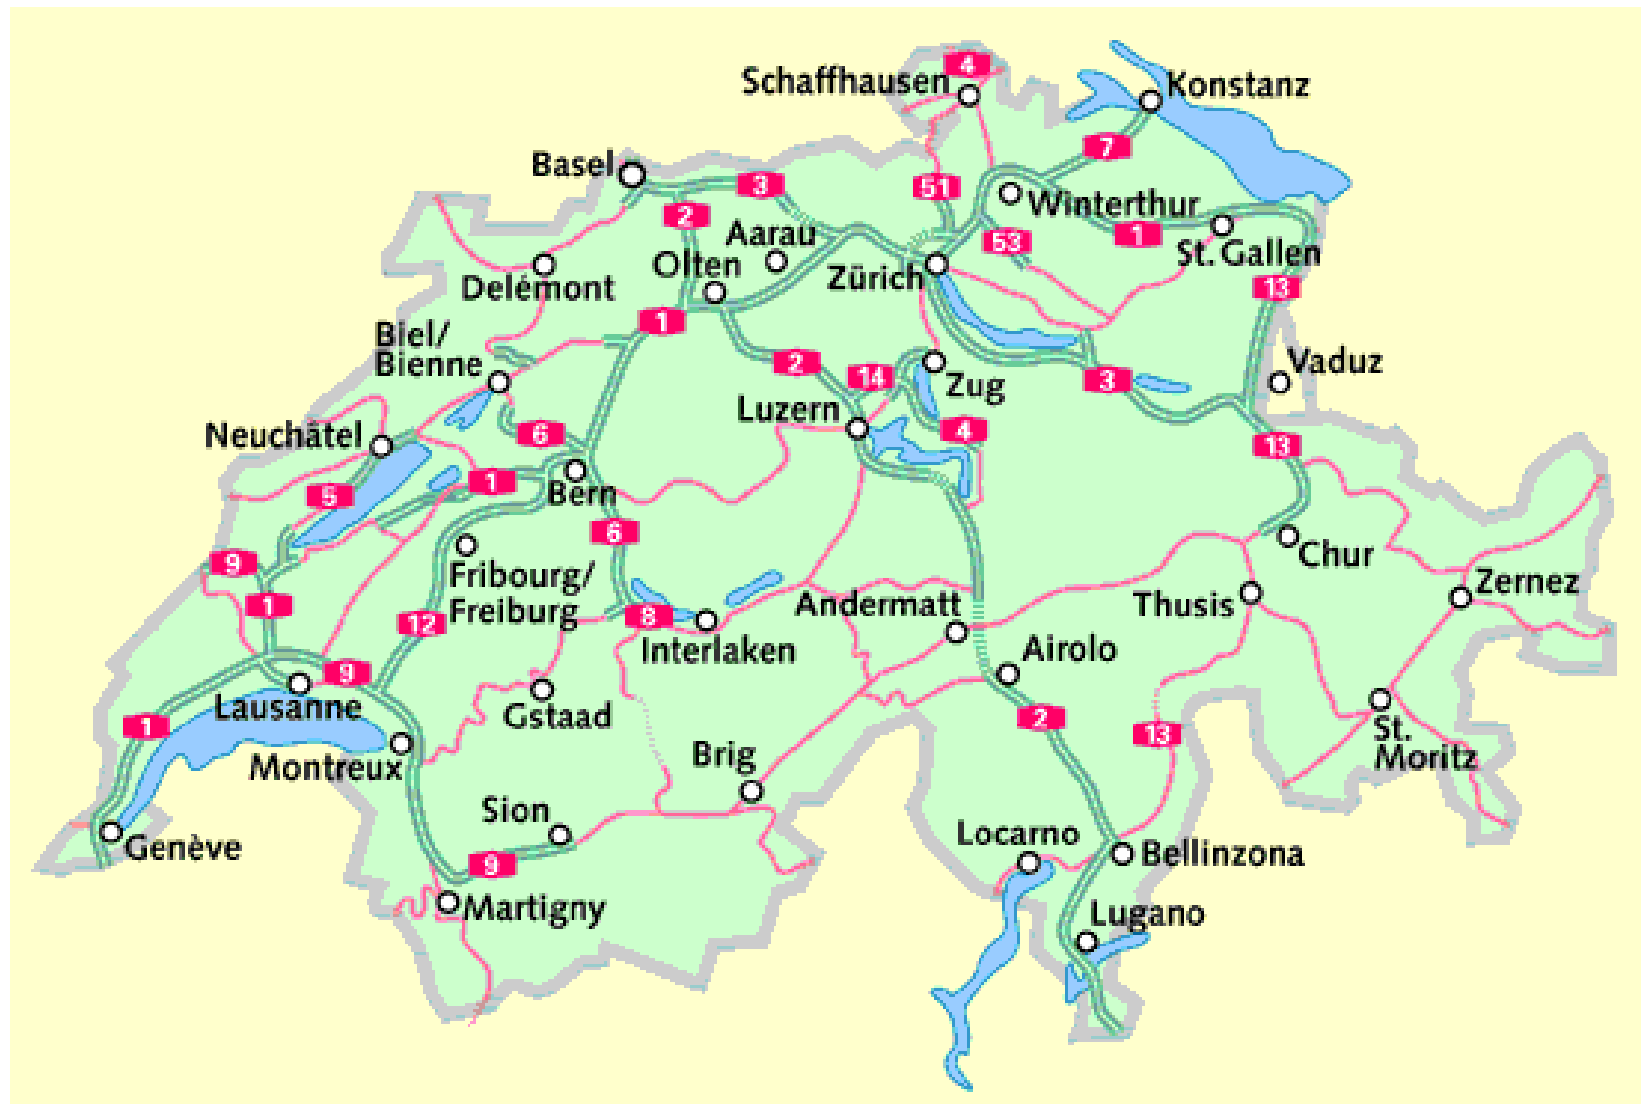 4
Schaffhausen
Konstanz
7
Basel
3
51
Winterthur
2
Aarau
53
1
St. Gallen
Olten
Zürich
Delémont
13
1
Biel/
Bienne
2
14
Zug
3
Vaduz
Luzern
Neuchâtel
6
4
13
5
1
Bern
6
9
Fribourg/
Freiburg
Chur
1
12
8
Andermatt
Thusis
Zernez
Interlaken
Airolo
9
Lausanne
Gstaad
1
2
13
St.
Moritz
Montreux
Brig
Sion
Genève
9
Locarno
Bellinzona
Martigny
Lugano